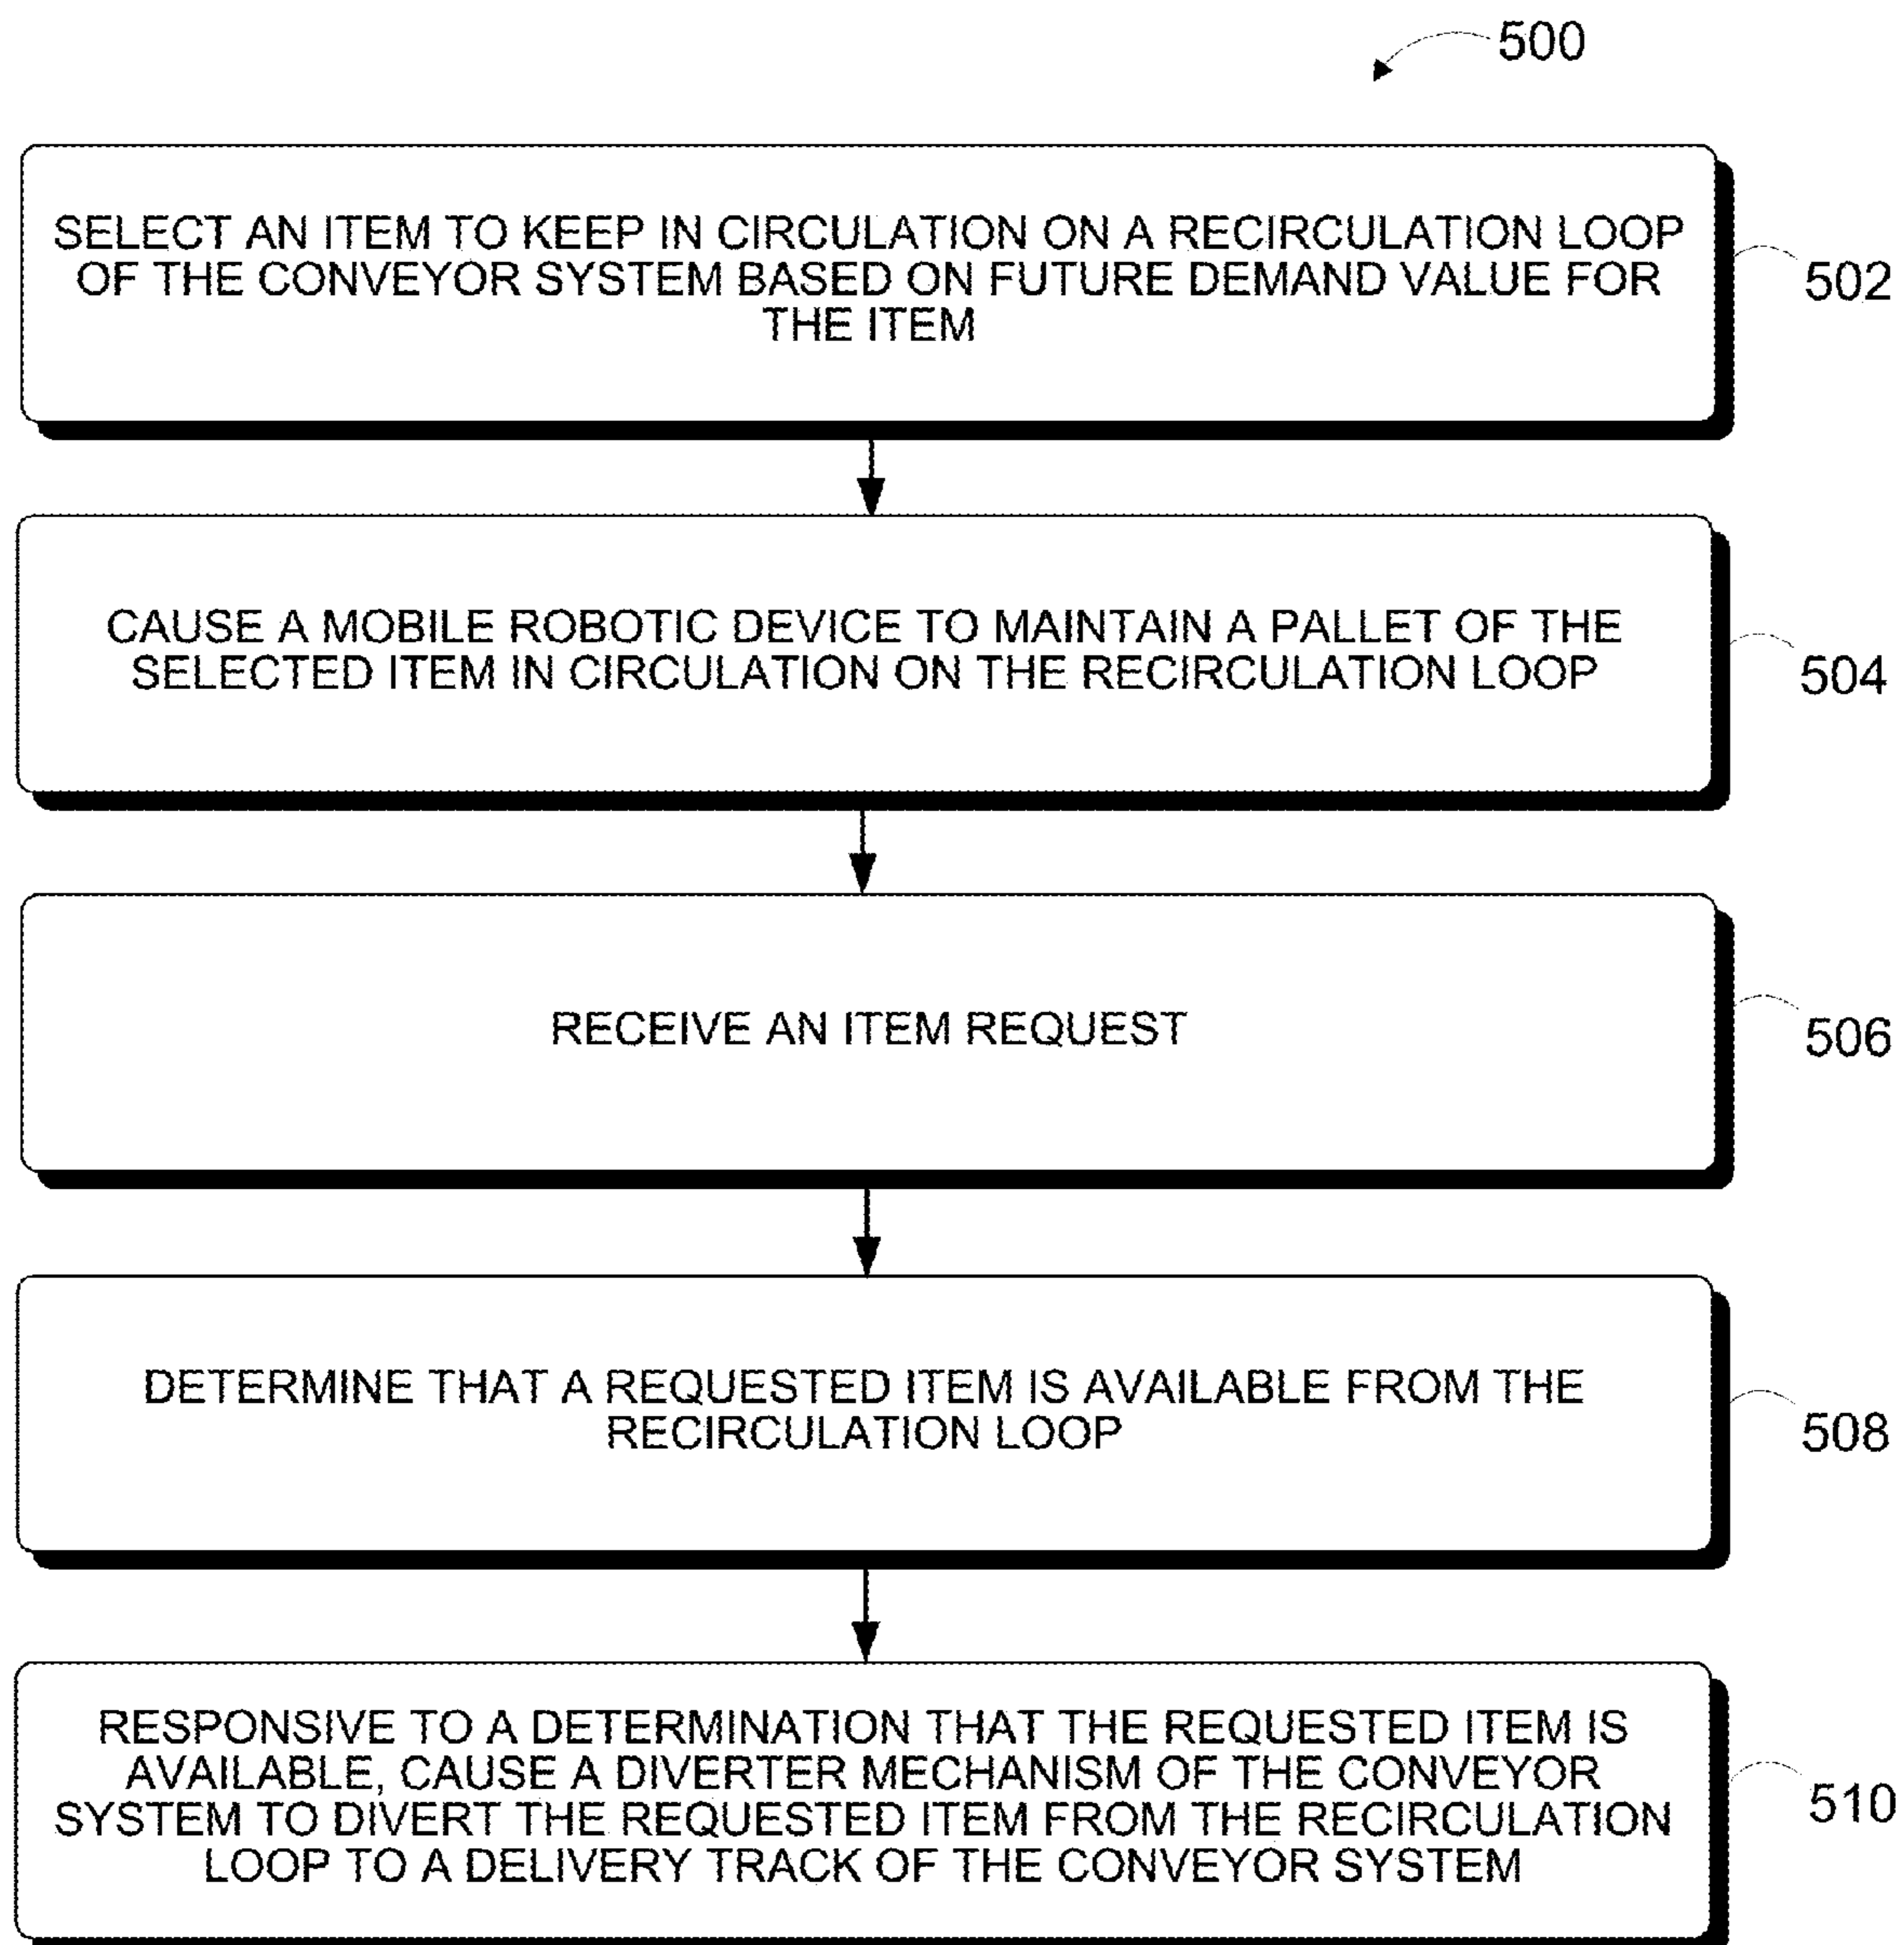 500
SELECT AN ITEM TO KEEP IN CIRCULATION ON A RECIRCULATION LOOP
OF THE CONVEYOR SYSTEM BASED ON FUTURE DEMAND VALUE FOR
THE ITEM
502
CAUSE A MOBILE ROBOTIC DEVICE TO MAINTAIN A PALLET OF THE
SELECTED ITEM IN CIRCULATION ON THE RECIRCULATION LOOP
504
RECEIVE AN ITEM REQUEST
506
DETERMINE THAT A REQUESTED ITEM IS AVAILABLE FROM THE
RECIRCULATION LOOP
508
RESPONSIVE TO A DETERMINATION THAT THE REQUESTED ITEM IS
AVAILABLE, CAUSE A DIVERTER MECHANISM OF THE CONVEYOR
SYSTEM TO DIVERT THE REQUESTED ITEM FROM THE RECIRCULATION
LOOP TO A DELIVERY TRACK OF THE CONVEYOR SYSTEM
510